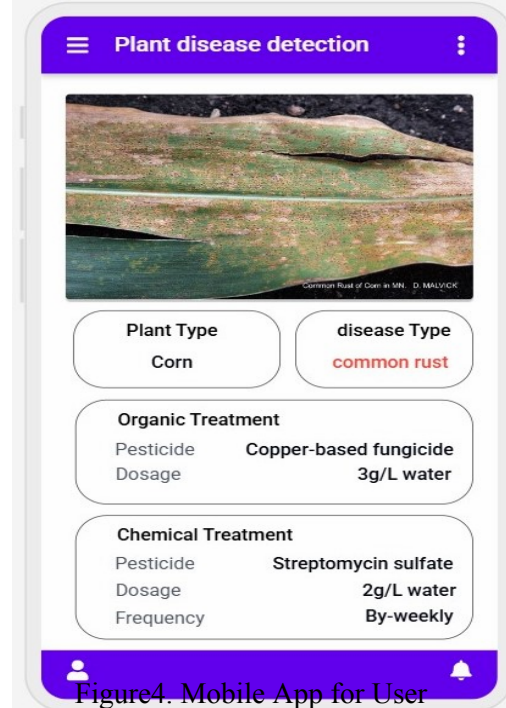 Plant disease detection
Common Rust of Corn in MN. D. MALVICK
Plant Type
Corn
disease Type
common rust
Organic Treatment
Pesticide Copper-based fungicide
Dosage 3g/L water
Chemical Treatment
Pesticide Streptomycin sulfate
Dosage 2g/L water
Frequency By-weekly
Figure4. Mobile App for User